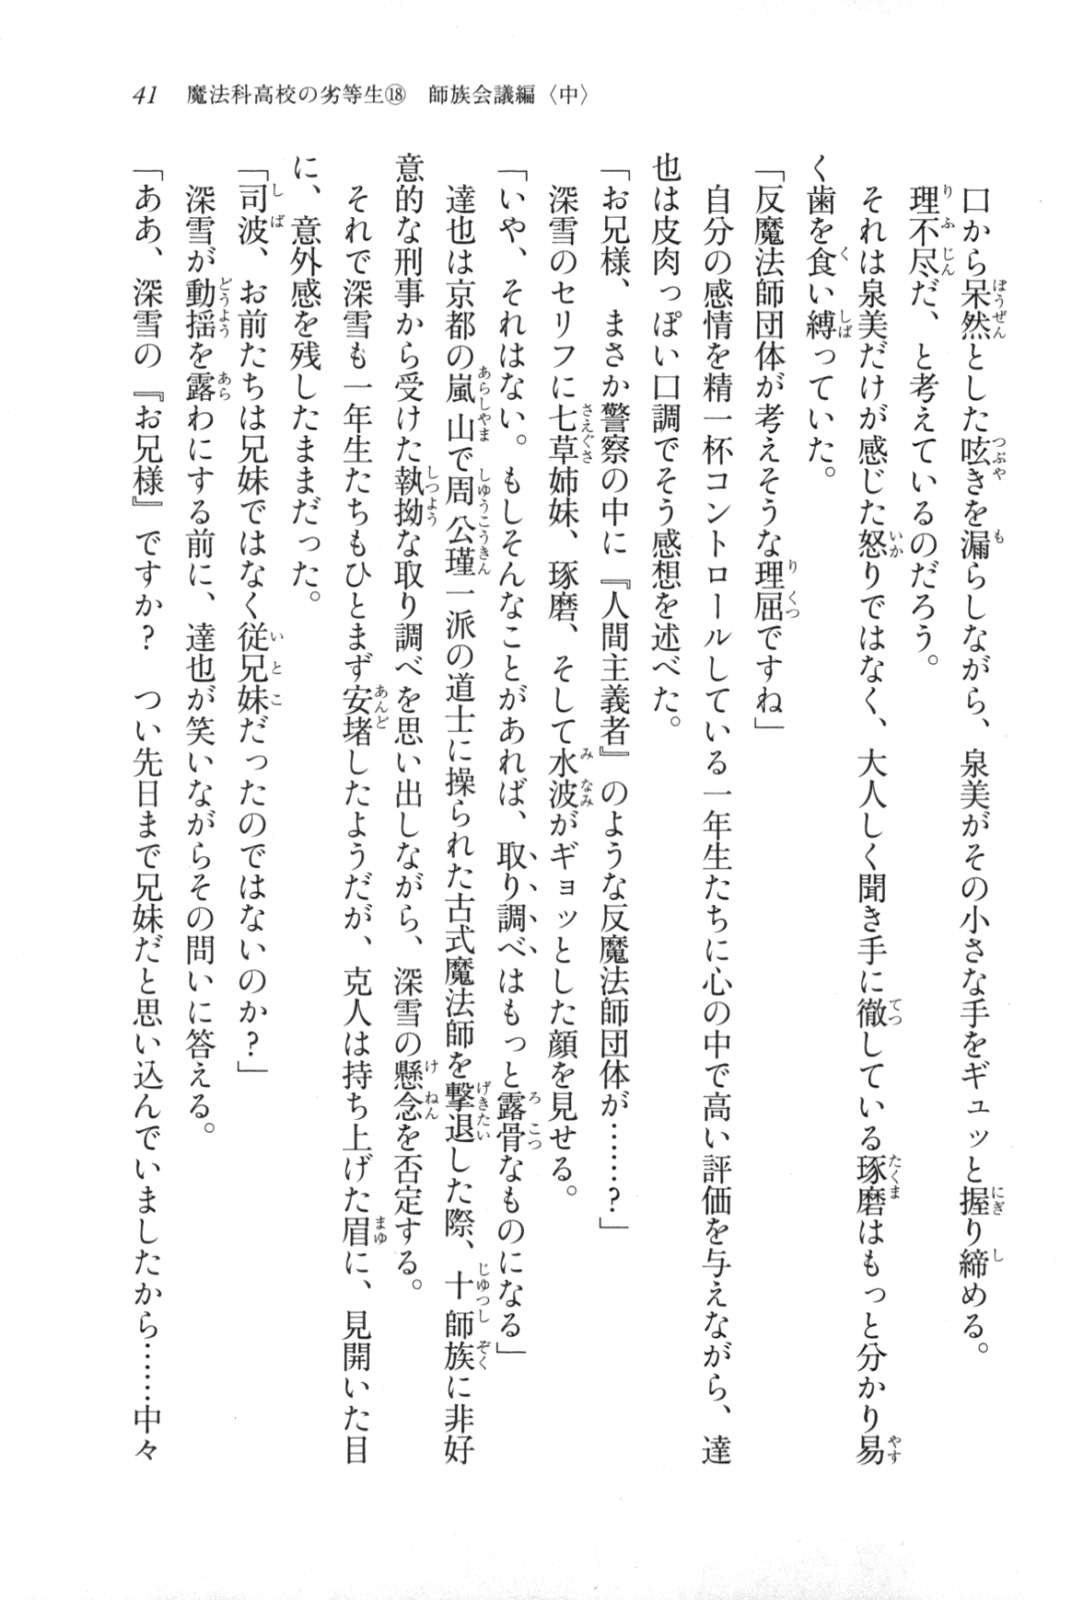 41 魔法科高校の劣等生⑱ 師族会議編〈中〉
口から呆然とした呟きを漏らしながら、泉美がその小さな手をギュッと握り締める。
理不尽だ、と考えているのだろう。
それは泉美だけが感じた怒りではなく、大人しく聞き手に徹している琢磨はもっと分かり易
く歯を食い縛っていた。
「反魔法師団体が考えそうな理屈ですね」
自分の感情を精一杯コントロールしている一年生たちに心の中で高い評価を与えながら、達
也は皮肉っぽい口調でそう感想を述べた。
「お兄様、まさか警察の中に『人間主義者』のような反魔法師団体が……?」
深雪のセリフに七草姉妹、琢磨、そして水波がギョッとした顔を見せる。
「いや、それはない。もしそんなことがあれば、取り調べはもっと露骨なものになる」
達也は京都の嵐山で周公瑾一派の道士に操られた古式魔法師を撃退した際、十師族に非好
意的な刑事から受けた執拗な取り調べを思い出しながら、深雪の懸念を否定する。
それで深雪も一年生たちもひとまず安堵したようだが、克人は持ち上げた眉に、見開いた目
に、意外感を残したままだった。
「司波、お前たちは兄妹ではなく従兄妹だったのではないのか?」
深雪が動揺を露わにする前に、達也が笑いながらその問いに答える。
「ああ、深雪の『お兄様』ですか? つい先日まで兄妹だと思い込んでいましたから……中々